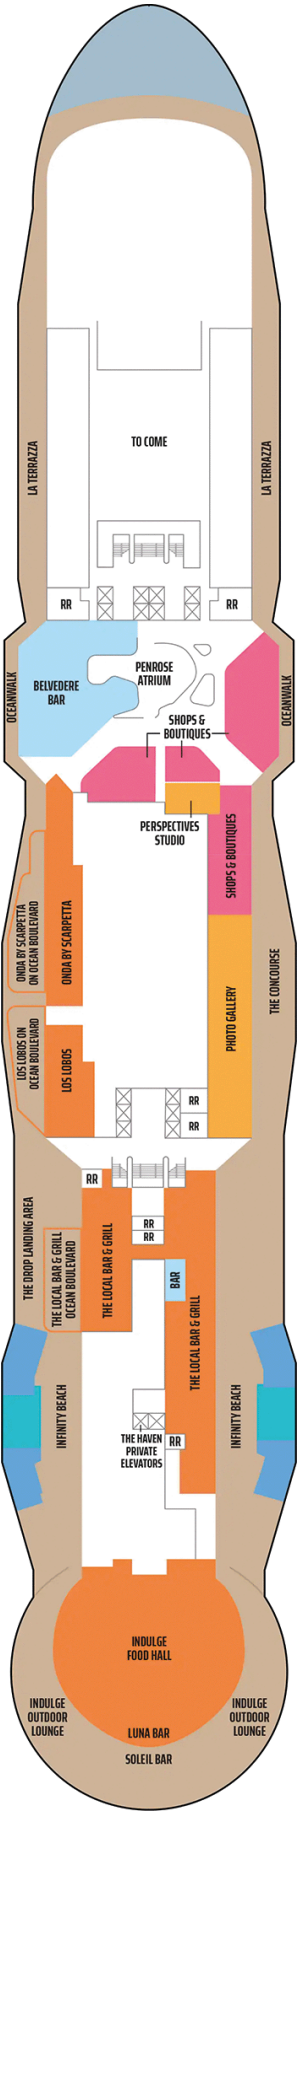 LA TERRAZZA
TO COME
LA TERRAZZA
RR
RR
OCEANWALK
BELVEDERE
BAR
PENROSE
ATRIUM
OCEANWALK
SHOPS &
BOUTIQUES
PERSPECTIVES
STUDIO
SHOPS & BOUTIQUES
ONDA BY SCARPETTA
ON OCEAN BOULEVARD
ONDA BY SCARPETTA
THE CONCOURSE
PHOTO GALLERY
LOS LOBOS ON
OCEAN BOULEVARD
LOS LOBOS
RR
RR
RR
THE DROP LANDING AREA
THE LOCAL BAR & GRILL
OCEAN BOULEVARD
THE LOCAL BAR & GRILL
RR
RR
BAR
THE LOCAL BAR & GRILL
INFINITY BEACH
INFINITY BEACH
THE HAVEN
PRIVATE
ELEVATORS
RR
INDULGE
FOOD HALL
INDULGE
OUTDOOR
LOUNGE
INDULGE
OUTDOOR
LOUNGE
LUNA BAR
SOLEIL BAR